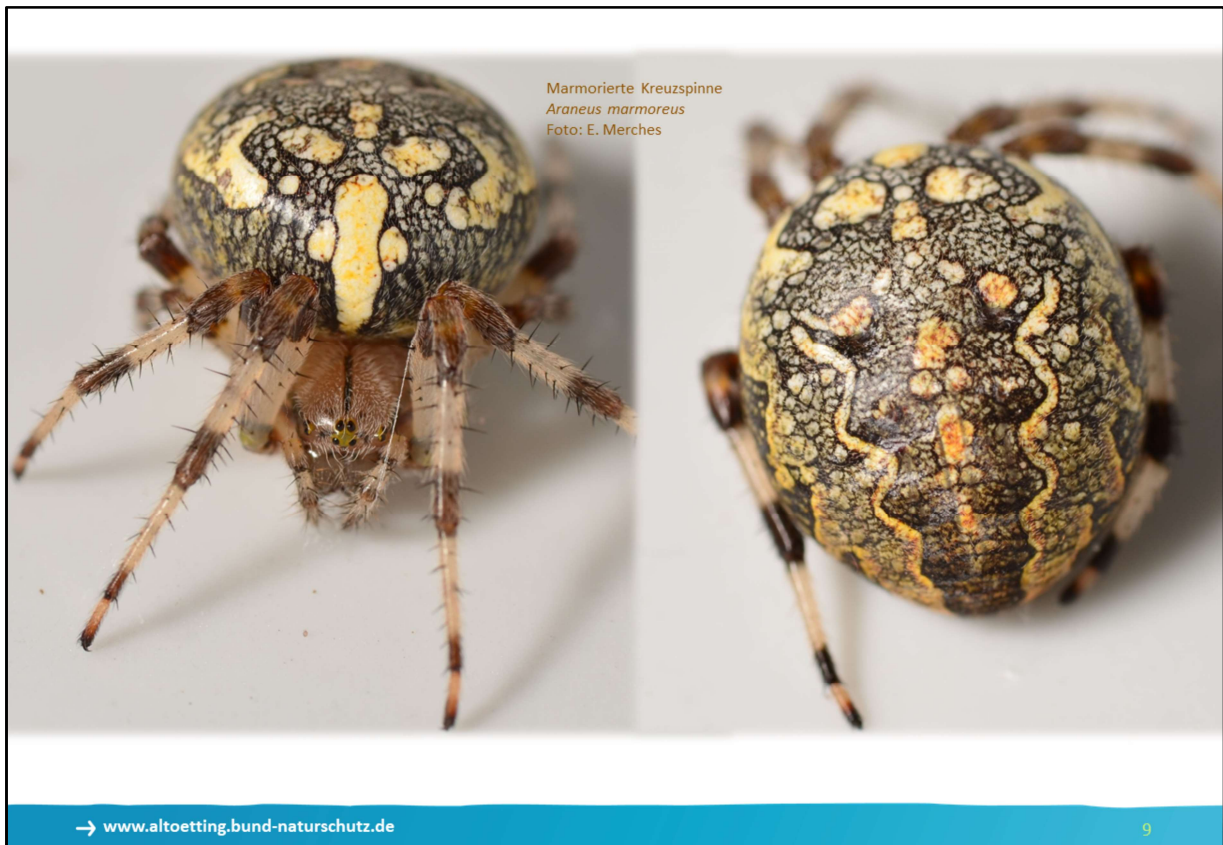 Marmorierte Kreuzspinne
Araneus marmoreus
Foto: E. Merches
→ www.altoetting.bund-naturschutz.de
9